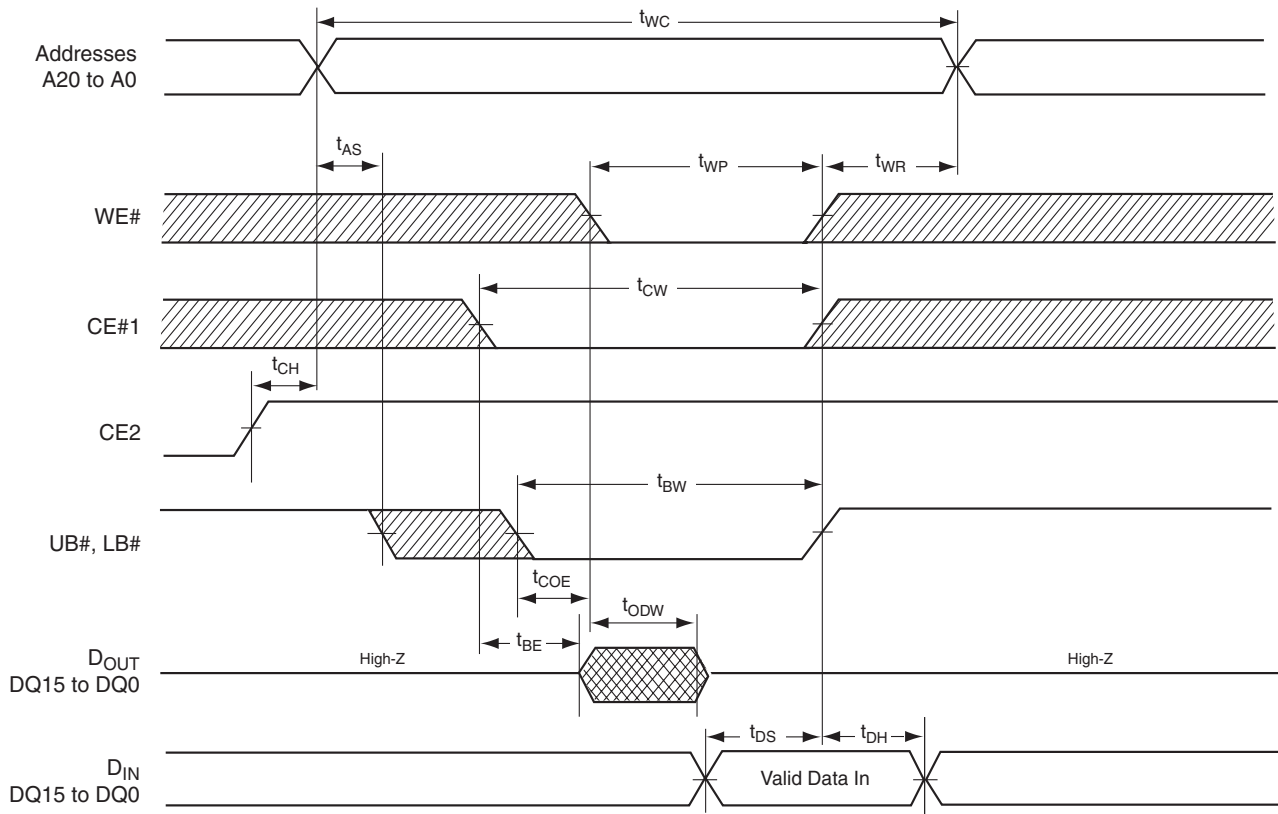 tWC
Addresses
A20 to A0
tAS
tWP
tWR
WE#
tCW
CE#1
tCH
CE2
tBW
UB#, LB#
tCOE
tODW
tBE
DOUT
DQ15 to DQ0
High-Z
High-Z
tDS
tDH
DIN
DQ15 to DQ0
Valid Data In